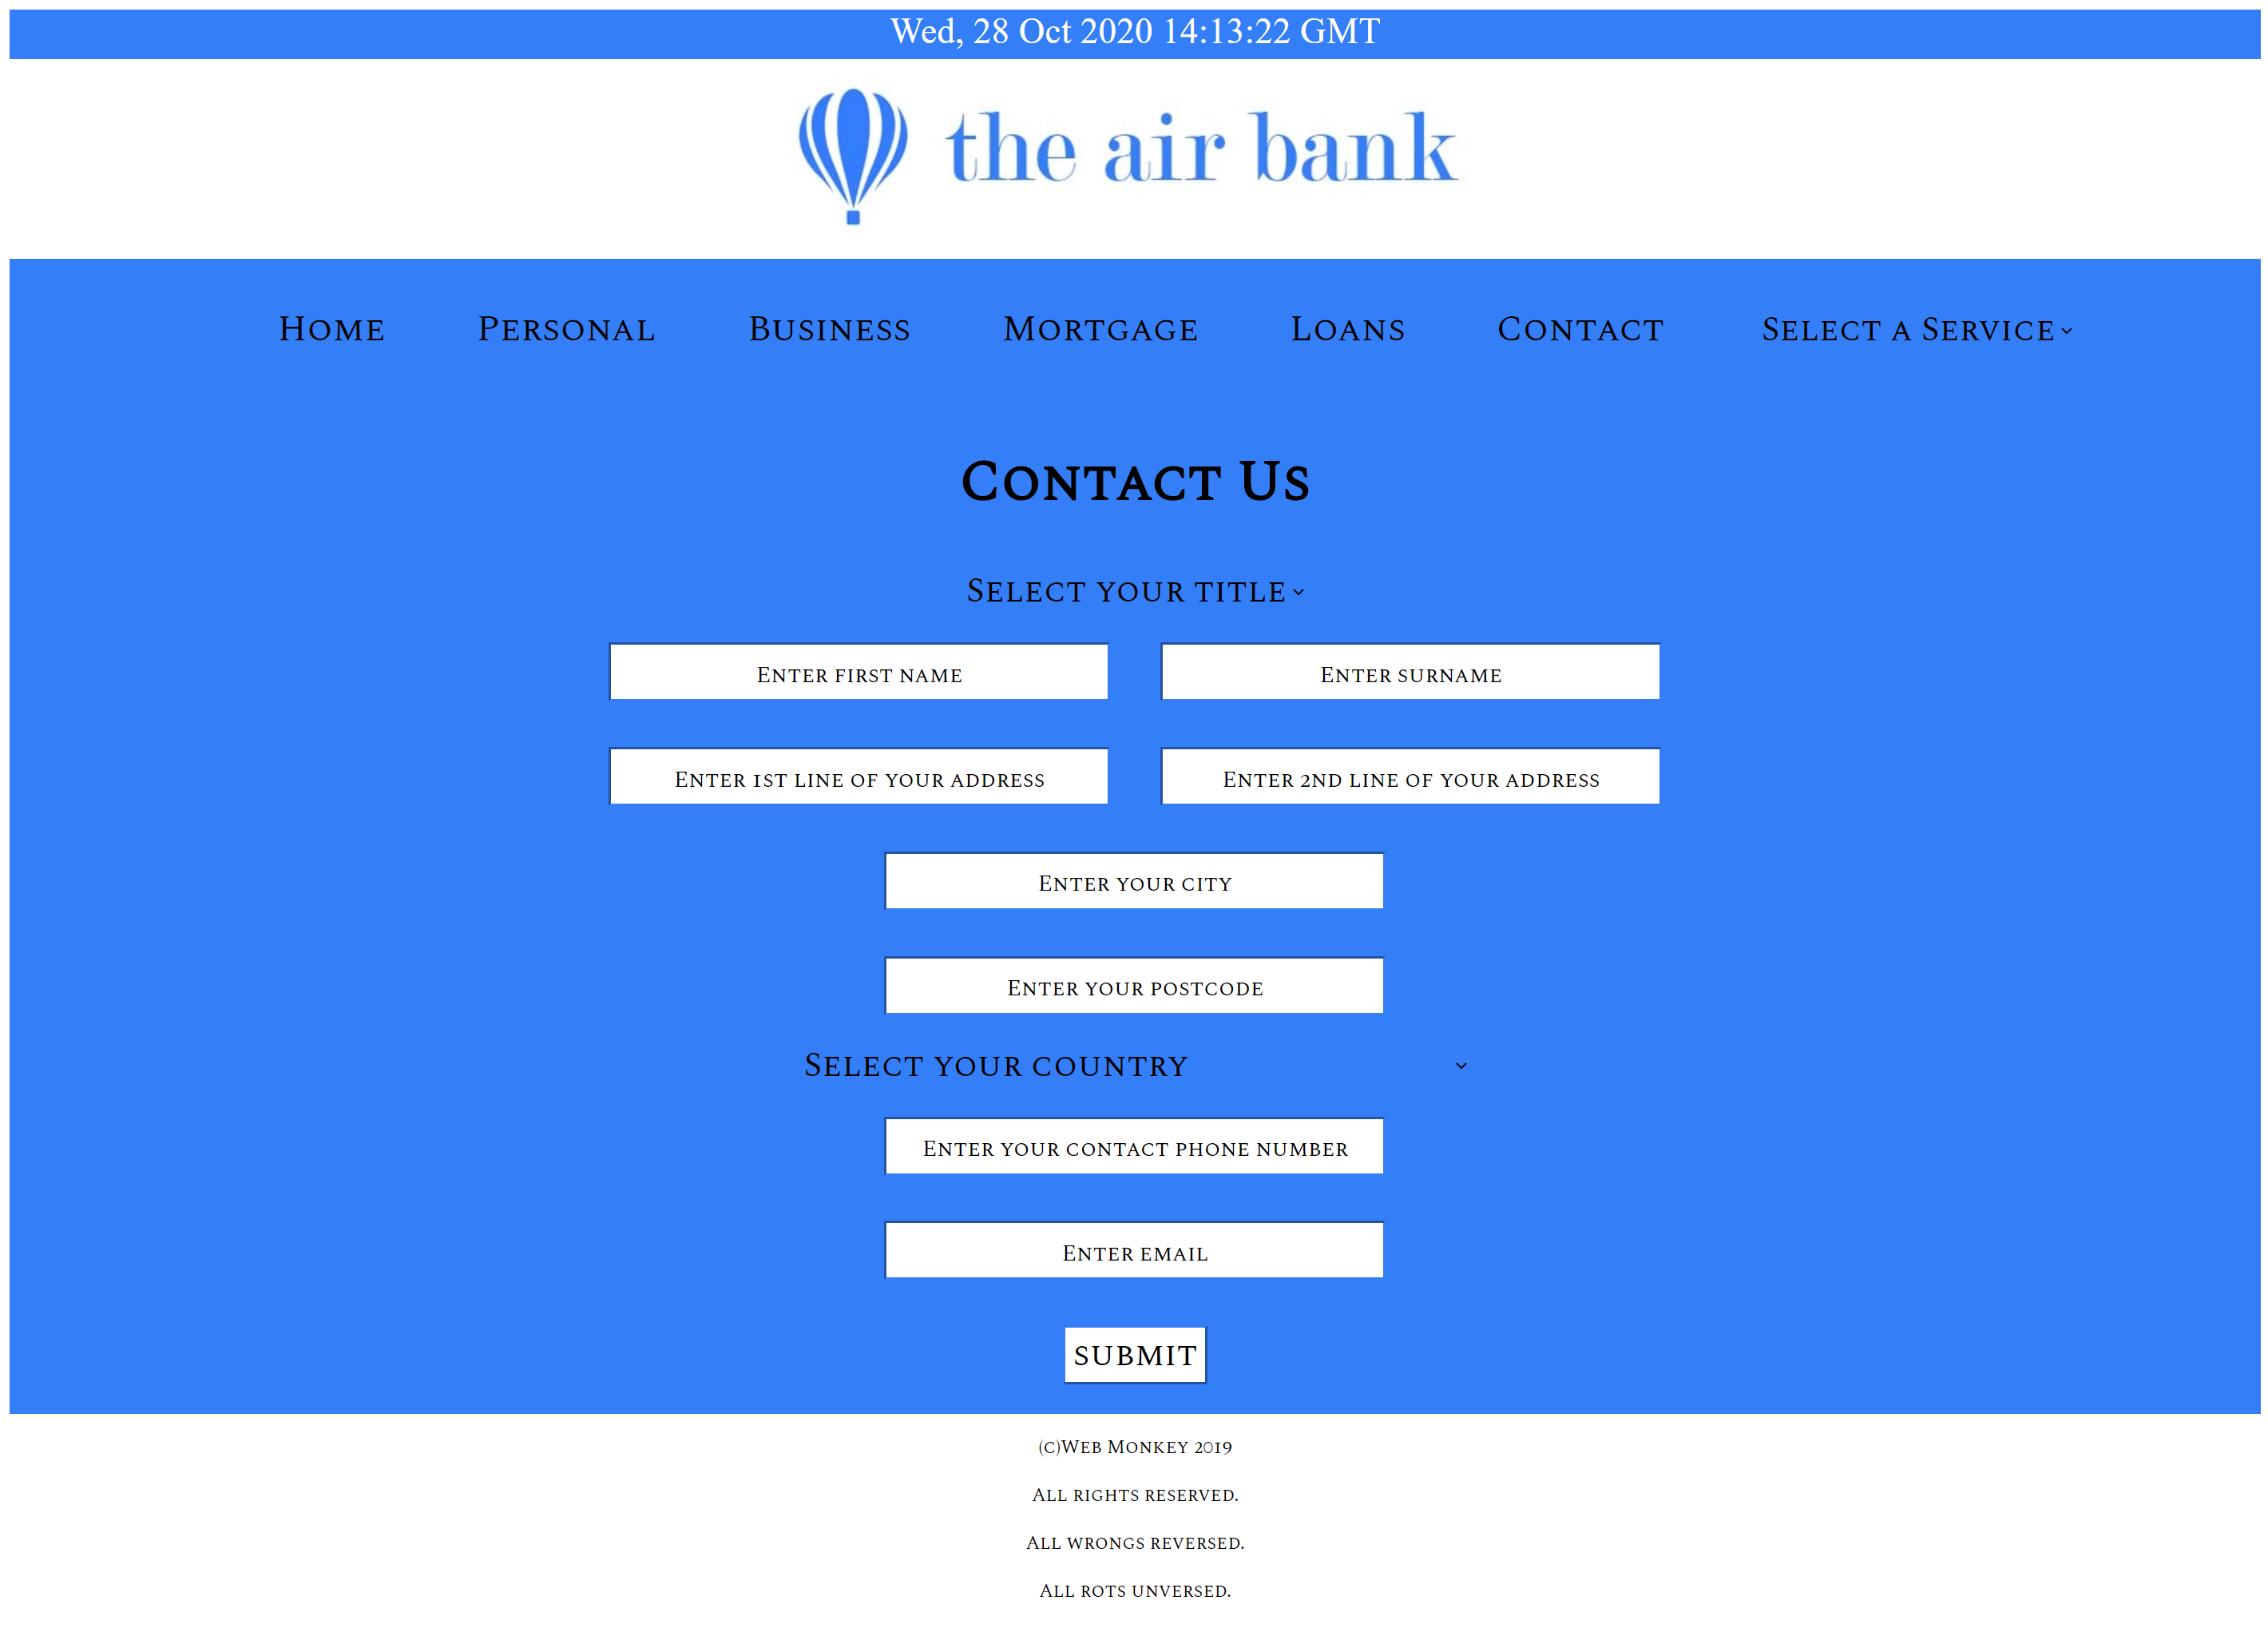 Wed, 28 Oct 2020 14:13:22 GMT
the air bank
Home Personal Business Mortgage Loans Contact Select a Service
Contact Us
Select your title
Enter first name Enter surname
Enter 1st line of your address Enter 2nd line of your address
Enter your city
Enter your postcode
Select your country
Enter your contact phone number
Enter email
submit
(c)Web Monkey 2019
All rights reserved.
All wrongs reversed.
All rots unversed.